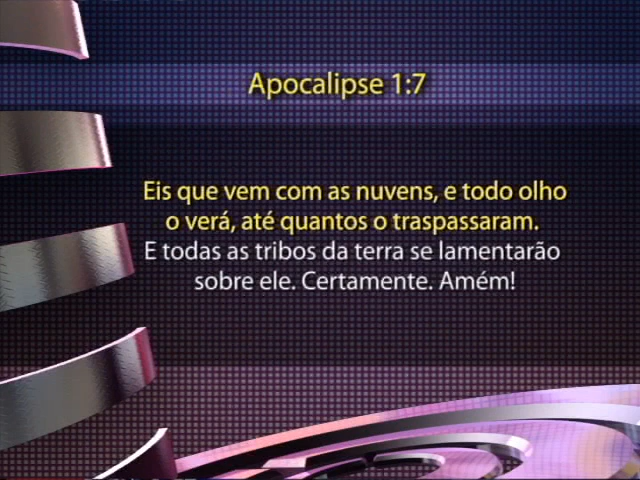 Apocalipse 1:7
Eis que vem com as nuvens, e todo olho
o verá, até quantos o traspassaram.
E todas as tribos da terra se lamentarão
sobre ele. Certamente. Amém!